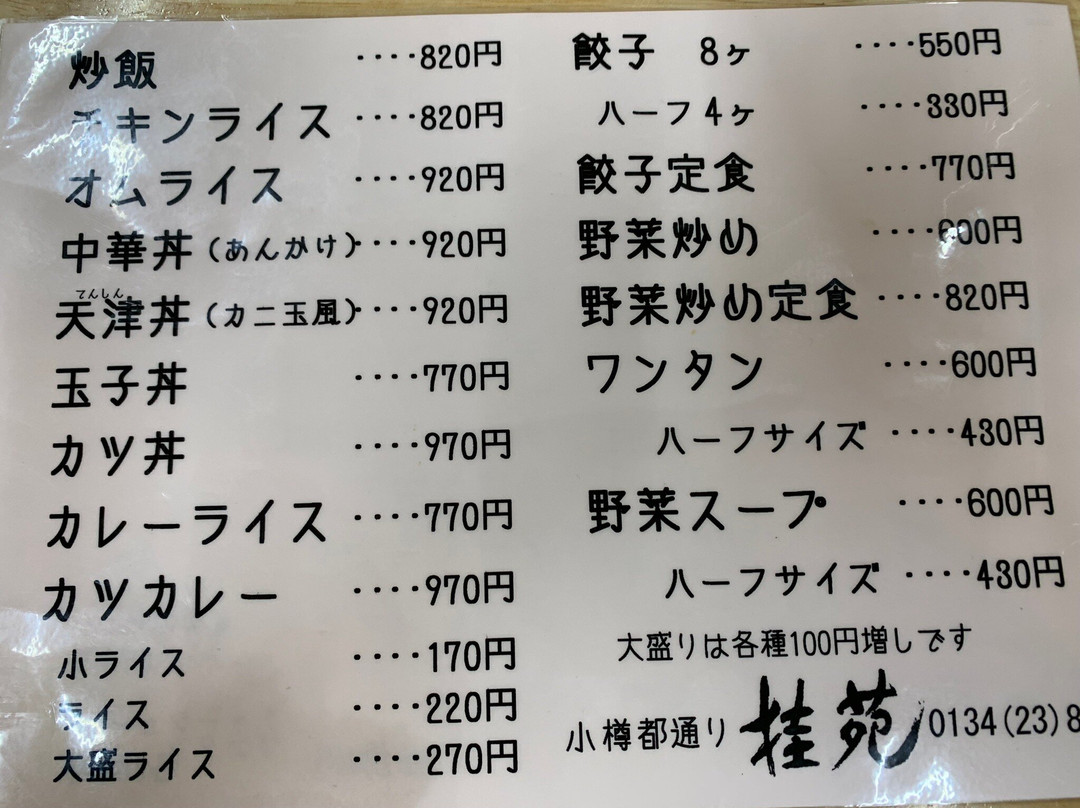 炒飯 ････820円
チキンライス ････820円
オムライス ････920円
中華丼(あんかけ)････920円
てんしん
天津丼(カニ玉風)････920円
玉子丼 ････770円
カツ丼 ････970円
カレーライス ････770円
カツカレー ････970円
小ライス ････170円
ライス ････220円
大盛ライス ････270円
餃子 8ヶ ････550円
ハーフ4ヶ ････330円
餃子定食 ････770円
野菜炒め ････600円
野菜炒め定食 ････820円
ワンタン ････600円
ハーフサイズ ････430円
野菜スープ ････600円
ハーフサイズ ････430円
大盛りは各種100円増しです
小樽都通り 桂苑 0134(23)8